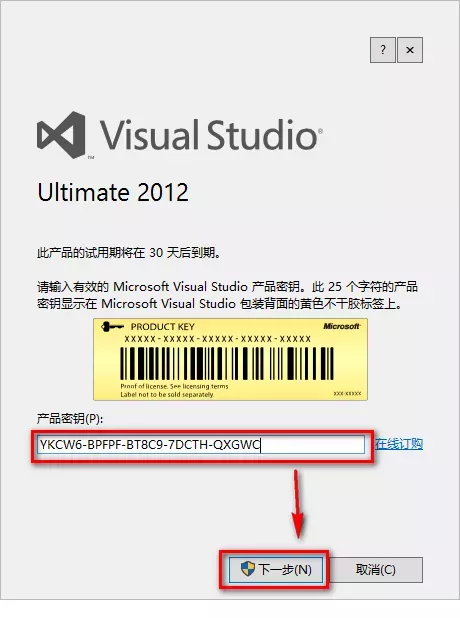 ? ×
Visual Studio®
™
Ultimate 2012
此产品的试用期将在 30 天后到期。
请输入有效的 Microsoft Visual Studio 产品密钥。此 25 个字符的产品
密钥显示在 Microsoft Visual Studio 包装背面的黄色不干胶标签上。
PRODUCT KEY Microsoft
XXXXX-XXXXX-XXXXX-XXXXX-XXXXX
Proof of license. See licensing terms
Label not to be sold separately. XXX-XXXXX
产品密钥(P):
YKCW6-BPFPF-BT8C9-7DCTH-QXGWC 在线订购
下一步(N) 取消(C)